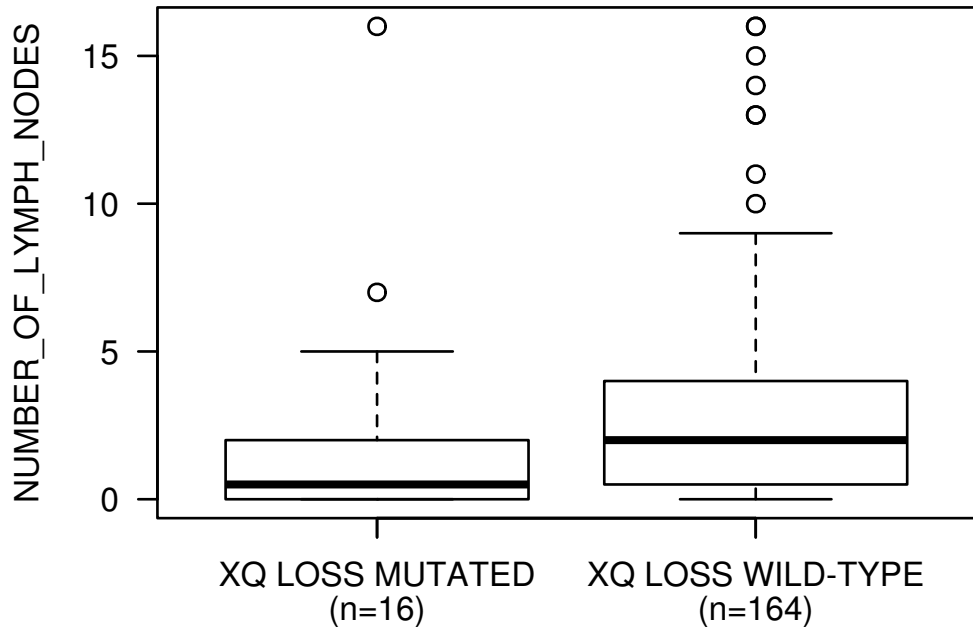 NUMBER_OF_LYMPH_NODES
15
10
5
0
XQ LOSS MUTATED
(n=16)
XQ LOSS WILD-TYPE
(n=164)